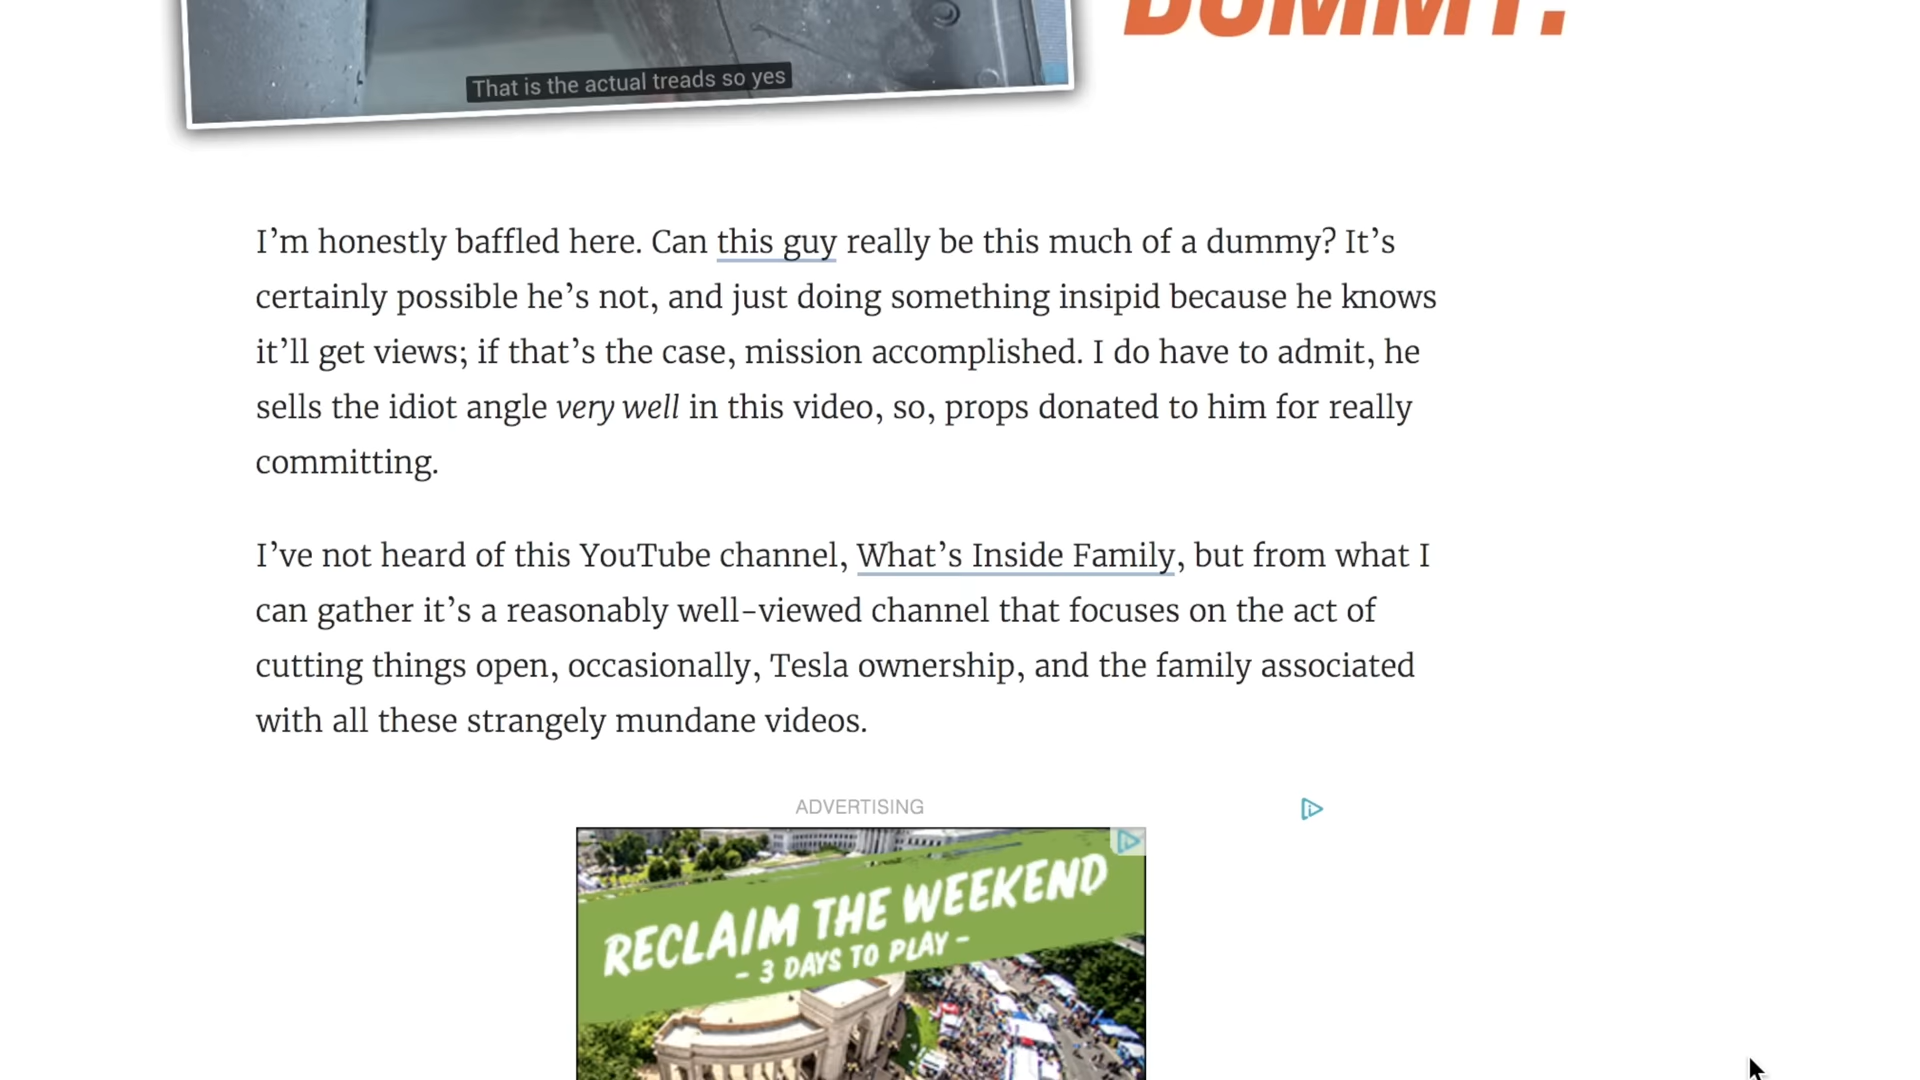 DUMMY.
That is the actual treads so yes
I’m honestly baffled here. Can this guy really be this much of a dummy? It’s
certainly possible he’s not, and just doing something insipid because he knows
it’ll get views; if that’s the case, mission accomplished. I do have to admit, he
sells the idiot angle very well in this video, so, props donated to him for really
committing.
I’ve not heard of this YouTube channel, What’s Inside Family, but from what I
can gather it’s a reasonably well-viewed channel that focuses on the act of
cutting things open, occasionally, Tesla ownership, and the family associated
with all these strangely mundane videos.
ADVERTISING
RECLAIM THE WEEKEND
- 3 DAYS TO PLAY -